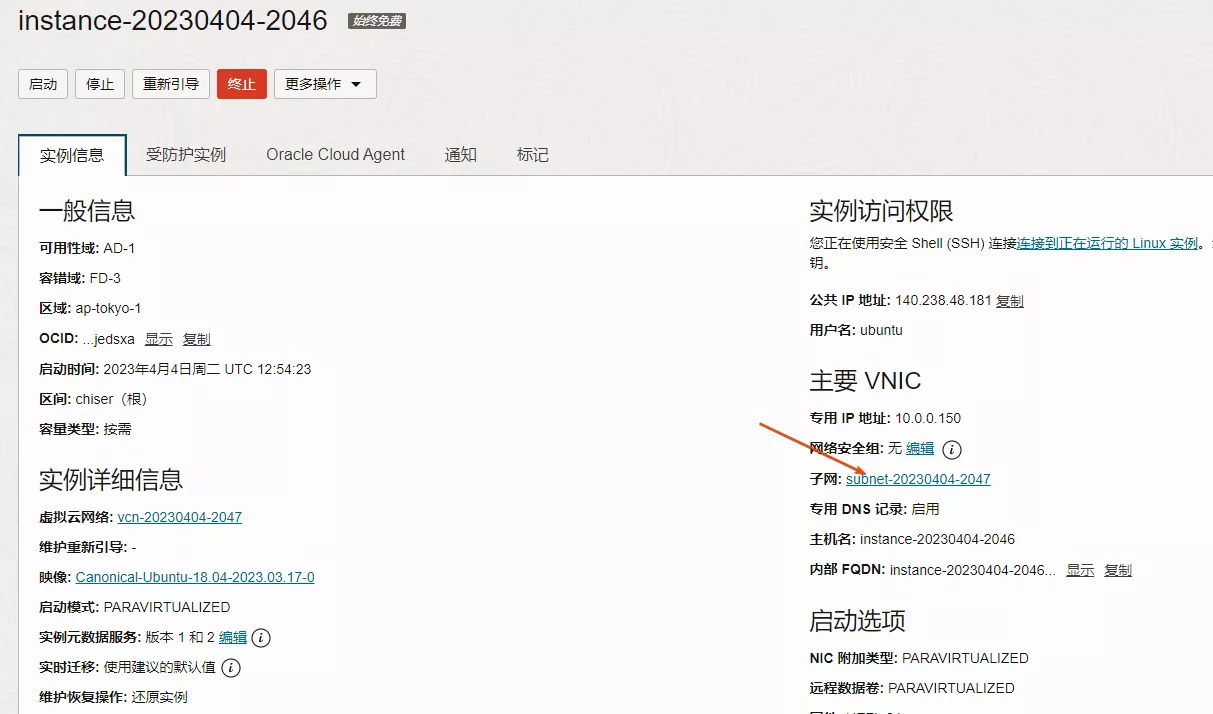 instance-20230404-2046 始终免费
启动 停止 重新引导 终止 更多操作
实例信息 受防护实例 Oracle Cloud Agent 通知 标记
一般信息
可用性域: AD-1
容错域: FD-3
区域: ap-tokyo-1
OCID: ...jedsxa 显示 复制
启动时间: 2023年4月4日周二 UTC 12:54:23
区间: chiser（根）
容量类型: 按需
实例详细信息
虚拟云网络: vcn-20230404-2047
维护重新引导: -
映像: Canonical-Ubuntu-18.04-2023.03.17-0
启动模式: PARAVIRTUALIZED
实例元数据服务: 版本 1 和 2 编辑
实时迁移: 使用建议的默认值
维护恢复操作: 还原实例
实例访问权限
您正在使用安全 Shell (SSH) 连接连接到正在运行的 Linux 实例。
钥。
公共 IP 地址: 140.238.48.181 复制
用户名: ubuntu
主要 VNIC
专用 IP 地址: 10.0.0.150
网络安全组: 无 编辑
子网: subnet-20230404-2047
专用 DNS 记录: 启用
主机名: instance-20230404-2046
内部 FQDN: instance-20230404-2046... 显示 复制
启动选项
NIC 附加类型: PARAVIRTUALIZED
远程数据卷: PARAVIRTUALIZED